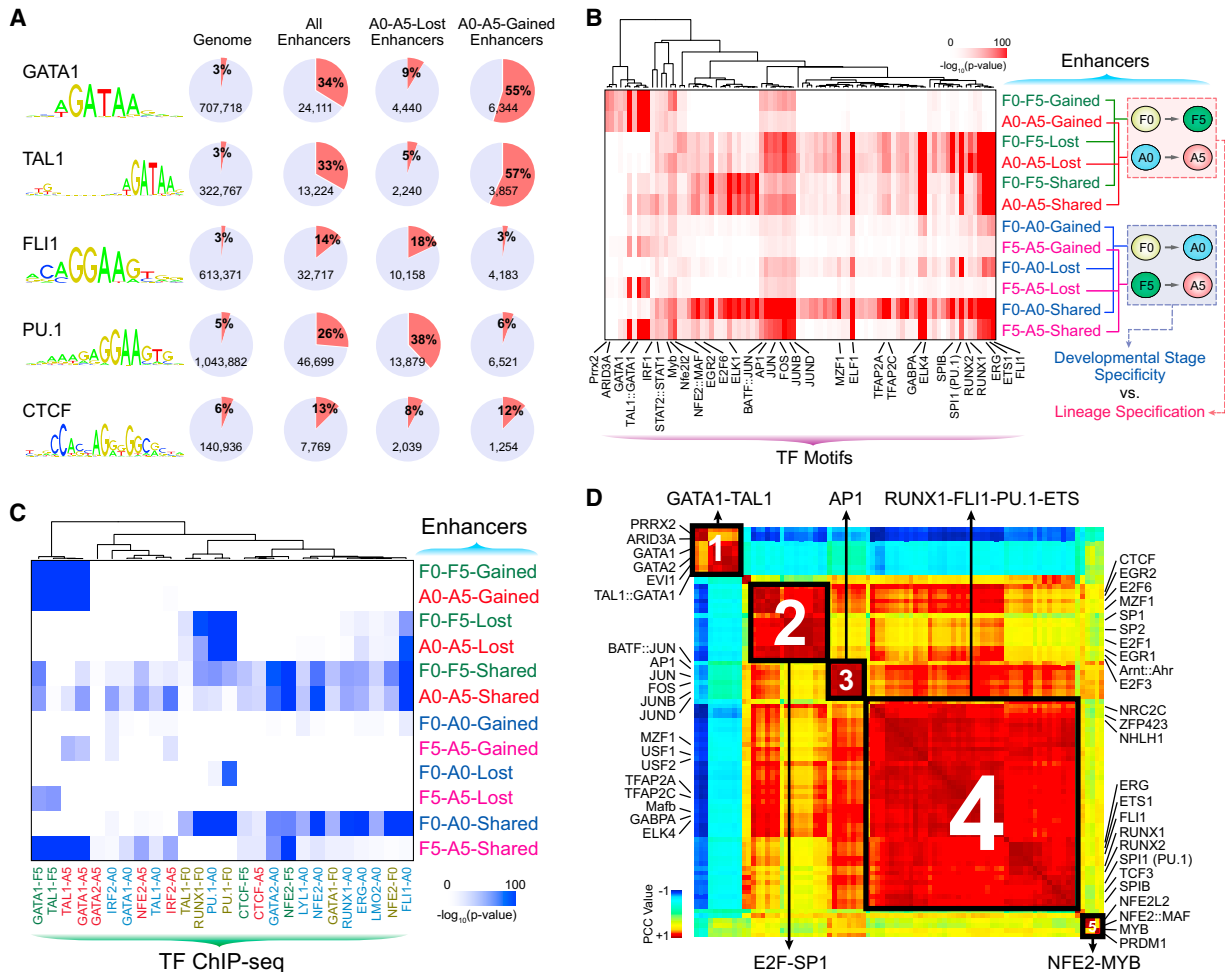 A
Genome
All
Enhancers
A0-A5-Lost
Enhancers
A0-A5-Gained
Enhancers
GATA1
GATAA
3%
707,718
34%
24,111
9%
4,440
55%
6,344
TAL1
GATAA
3%
322,767
33%
13,224
5%
2,240
57%
3,857
FLI1
ACAGGAAGT
3%
613,371
14%
32,717
18%
10,158
3%
4,183
PU.1
AAAGAGGAAGTG
5%
1,043,882
26%
46,699
38%
13,879
6%
6,521
CTCF
6%
140,936
13%
7,769
8%
2,039
12%
1,254
B
0
100
-log10(p-value)
Enhancers
F0-F5-Gained
A0-A5-Gained
F0-F5-Lost
A0-A5-Lost
F0-F5-Shared
A0-A5-Shared
F0-A0-Gained
F5-A5-Gained
F0-A0-Lost
F5-A5-Lost
F0-A0-Shared
F5-A5-Shared
F0
F5
A0
A5
F0
A0
F5
A5
Developmental Stage
Specificity
vs.
Lineage Specification
Prrx2
ARID3A
GATA1
TAL1::GATA1
IRF1
STAT2::STAT1
Myb
Nfe2l2
NFE2::MAF
EGR2
E2F6
ELK1
BATF::JUN
AP1
JUN
FOS
JUNB
JUND
MZF1
ELF1
TFAP2A
TFAP2C
GABPA
ELK4
SPIB
SPI1 (PU.1)
RUNX2
RUNX1
ERG
ETS1
FLI1
TF Motifs
C
Enhancers
F0-F5-Gained
A0-A5-Gained
F0-F5-Lost
A0-A5-Lost
F0-F5-Shared
A0-A5-Shared
F0-A0-Gained
F5-A5-Gained
F0-A0-Lost
F5-A5-Lost
F0-A0-Shared
F5-A5-Shared
GATA1-F5
TAL1-F5
TAL1-A5
GATA1-A5
GATA2-A5
IRF2-A0
GATA1-A0
NFE2-A5
TAL1-A0
IRF2-A5
TAL1-F0
RUNX1-F0
PU.1-A0
PU.1-F0
CTCF-F5
CTCF-A5
GATA2-A0
NFE2-F5
LYL1-A0
NFE2-A0
GATA1-F0
RUNX1-A0
ERG-A0
LMO2-A0
NFE2-F0
FLI1-A0
0
100
-log10(p-value)
TF ChIP-seq
D
GATA1-TAL1
AP1
RUNX1-FLI1-PU.1-ETS
PRRX2
ARID3A
GATA1
GATA2
EVI1
TAL1::GATA1
BATF::JUN
AP1
JUN
FOS
JUNB
JUND
MZF1
USF1
USF2
TFAP2A
TFAP2C
Mafb
GABPA
ELK4
1
2
3
4
5
CTCF
EGR2
E2F6
MZF1
SP1
SP2
E2F1
EGR1
Arnt::Ahr
E2F3
NRC2C
ZFP423
NHLH1
ERG
ETS1
FLI1
RUNX1
RUNX2
SPI1 (PU.1)
TCF3
SPIB
NFE2L2
NFE2::MAF
MYB
PRDM1
PCC Value
-1
+1
E2F-SP1
NFE2-MYB